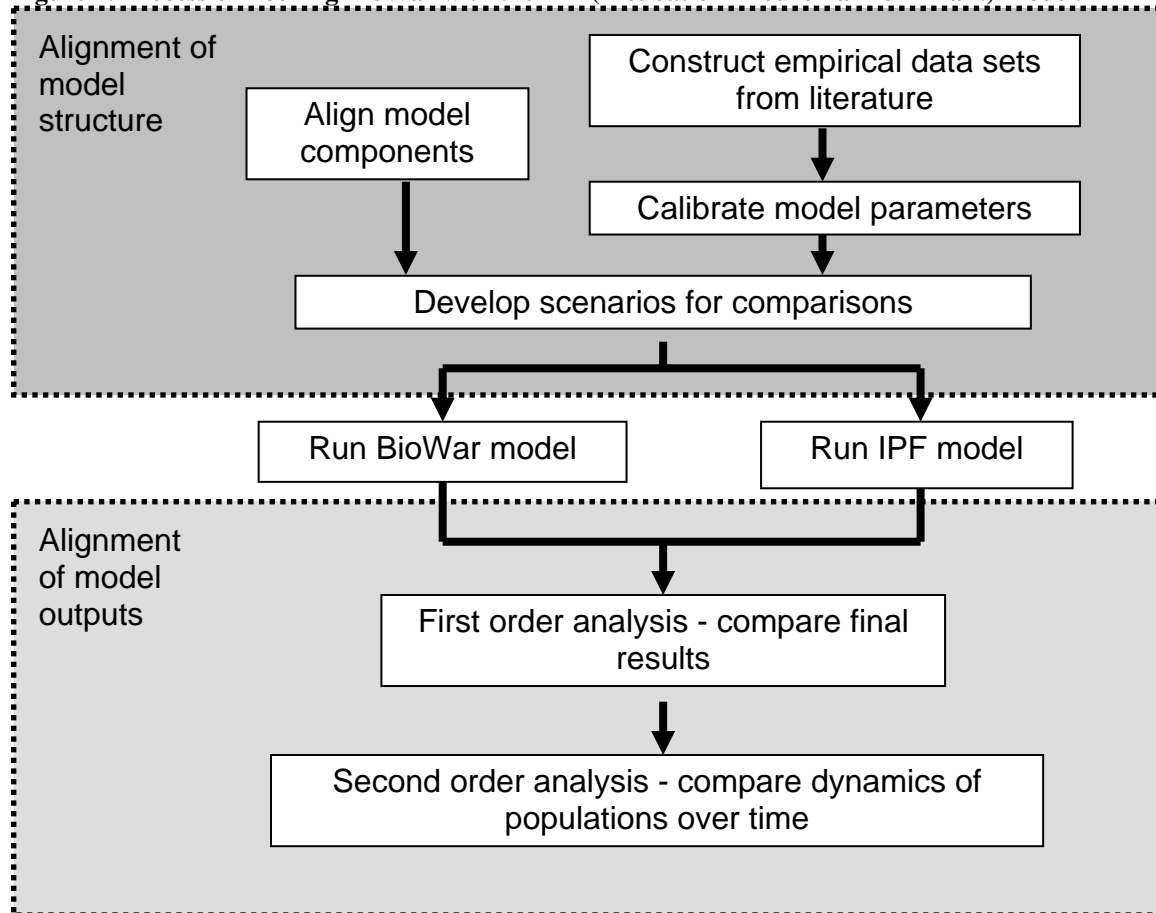 Alignment of
model
structure
Construct empirical data sets
from literature
Align model
components
Calibrate model parameters
Develop scenarios for comparisons
Run BioWar model
Run IPF model
Alignment
of model
outputs
First order analysis - compare final
results
Second order analysis - compare dynamics of
populations over time